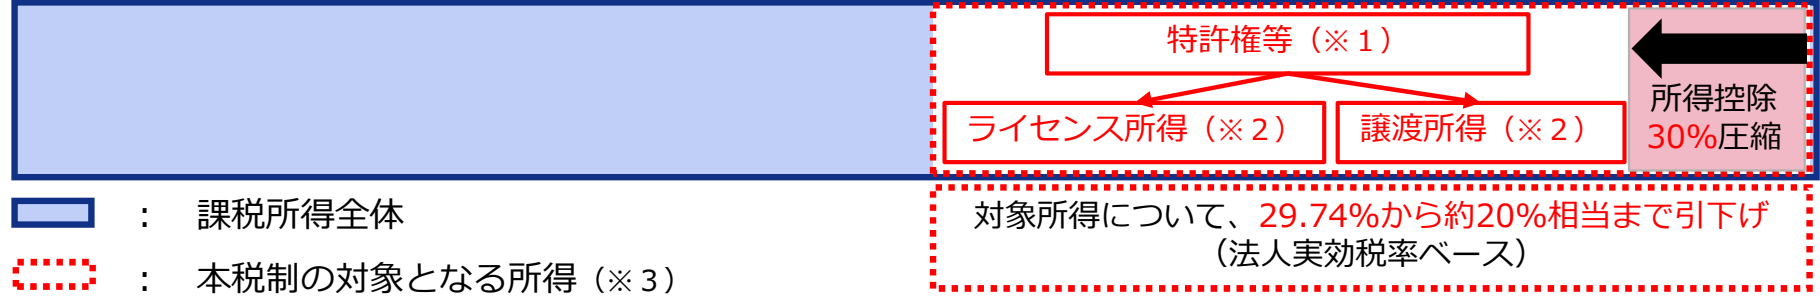 特許権等（※１）
ライセンス所得（※２）
譲渡所得（※２）
所得控除
30%圧縮
： 課税所得全体
： 本税制の対象となる所得（※３）
対象所得について、29.74%から約20%相当まで引下げ
（法人実効税率ベース）